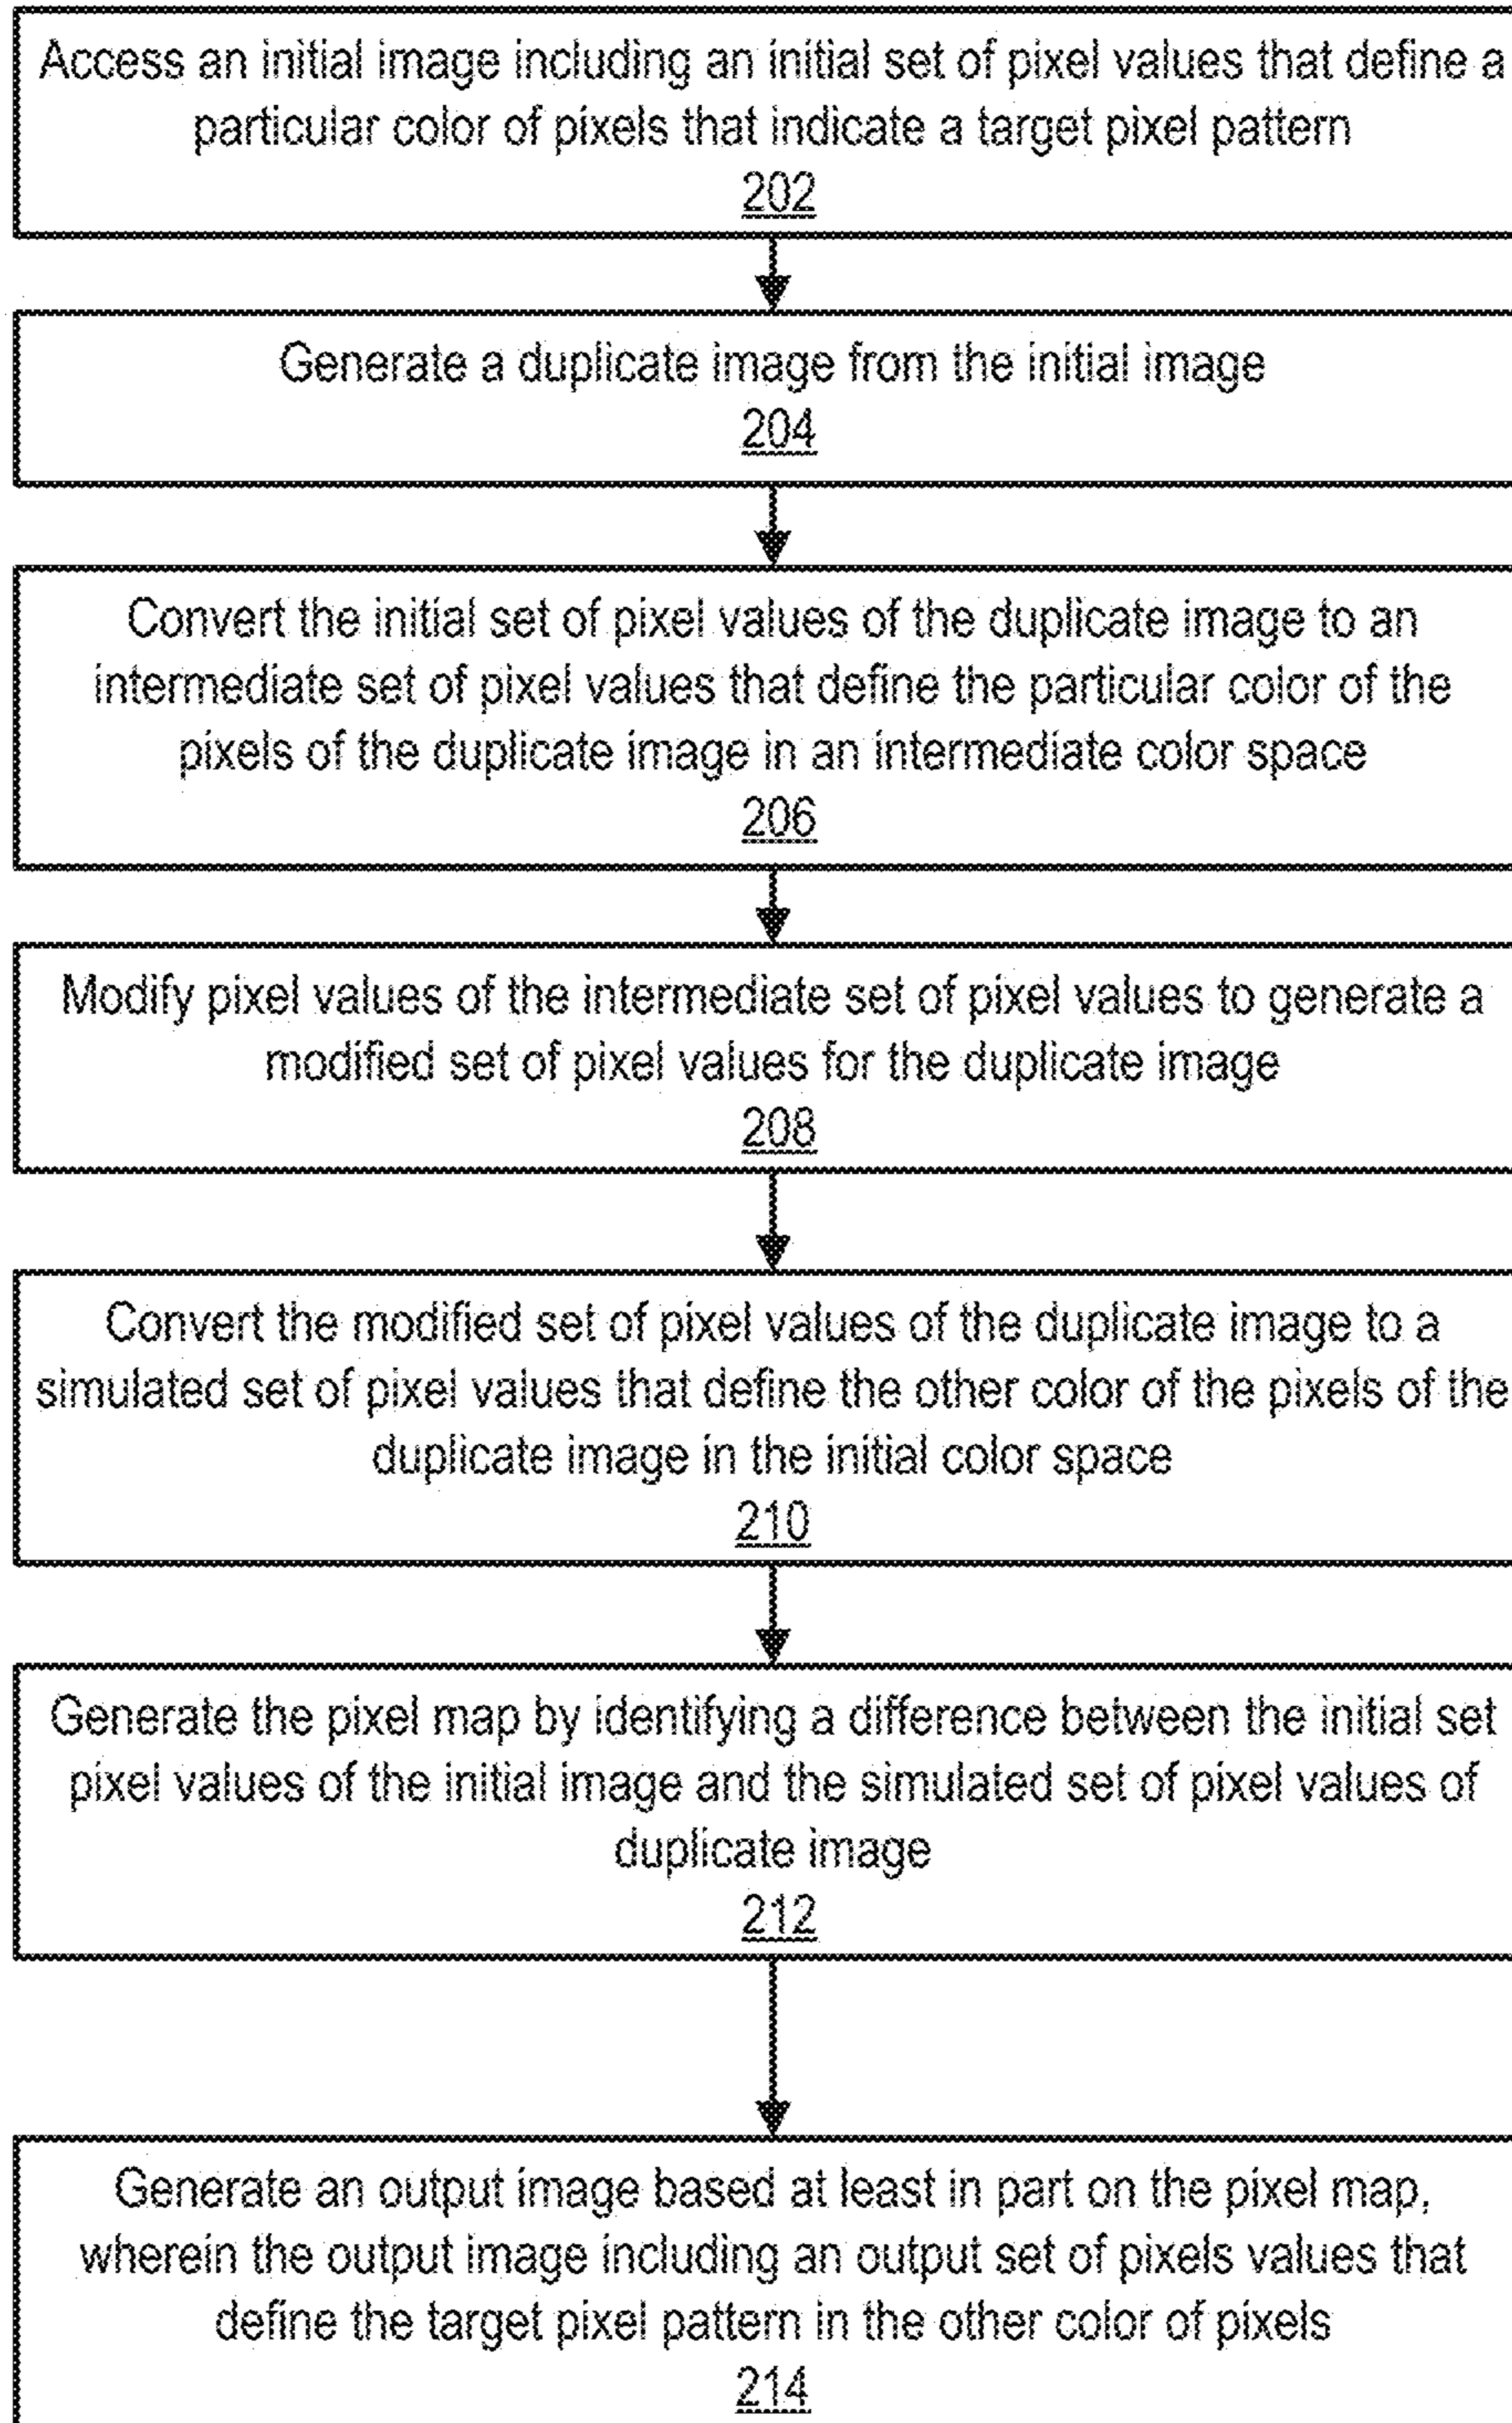 Access an initial image including an initial set of pixel values that define a
particular color of pixels that indicate a target pixel pattern
202
Generate a duplicate image from the initial image
204
Convert the initial set of pixel values of the duplicate image to an
intermediate set of pixel values that define the particular color of the
pixels of the duplicate image in an intermediate color space
206
Modify pixel values of the intermediate set of pixel values to generate a
modified set of pixel values for the duplicate image
208
Convert the modified set of pixel values of the duplicate image to a
simulated set of pixel values that define the other color of the pixels of the
duplicate image in the initial color space
210
Generate the pixel map by identifying a difference between the initial set
pixel values of the initial image and the simulated set of pixel values of
duplicate image
212
Generate an output image based at least in part on the pixel map,
wherein the output image including an output set of pixels values that
define the target pixel pattern in the other color of pixels
214